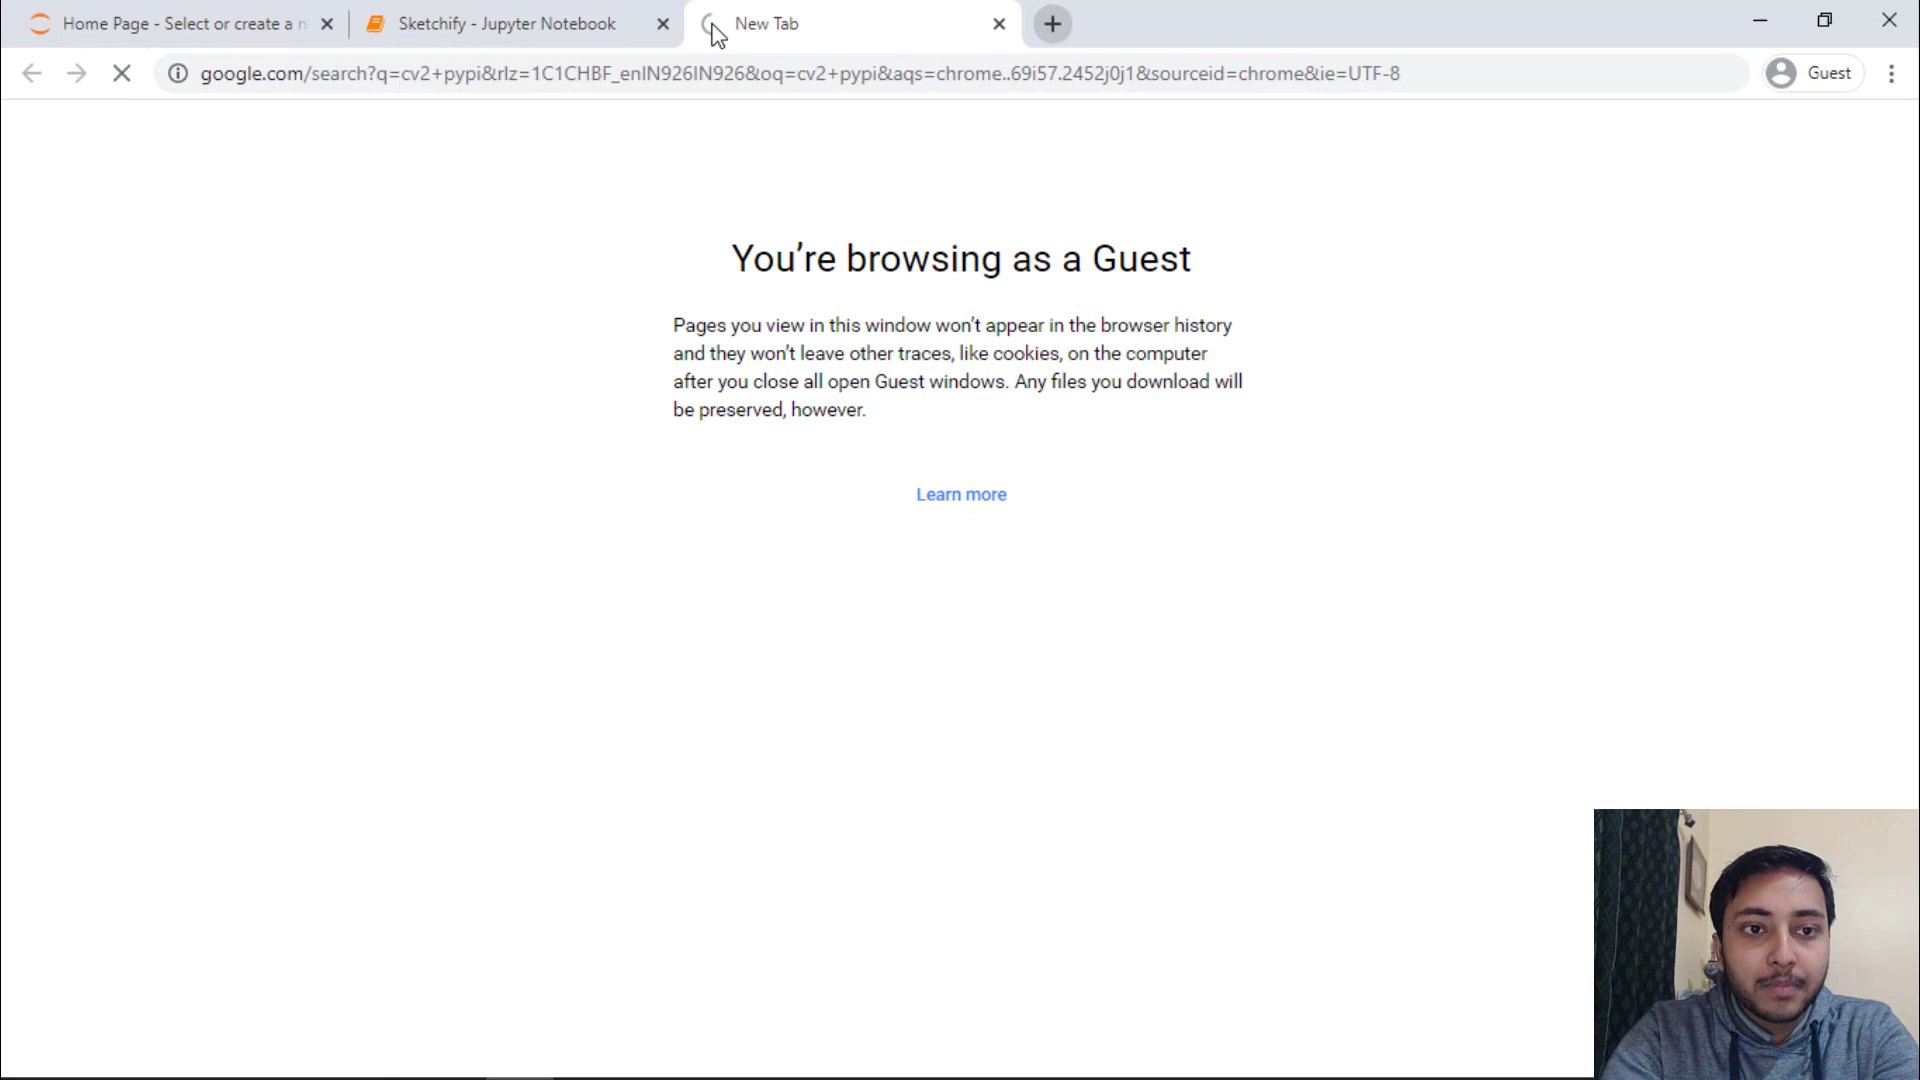 Home Page - Select or create a n
Sketchify - Jupyter Notebook
New Tab
google.com/search?q=cv2+pypi&rlz=1C1CHBF_enIN926IN926&oq=cv2+pypi&aqs=chrome..69i57.2452j0j1&sourceid=chrome&ie=UTF-8
Guest
You're browsing as a Guest
Pages you view in this window won't appear in the browser history
and they won't leave other traces, like cookies, on the computer
after you close all open Guest windows. Any files you download will
be preserved, however.
Learn more